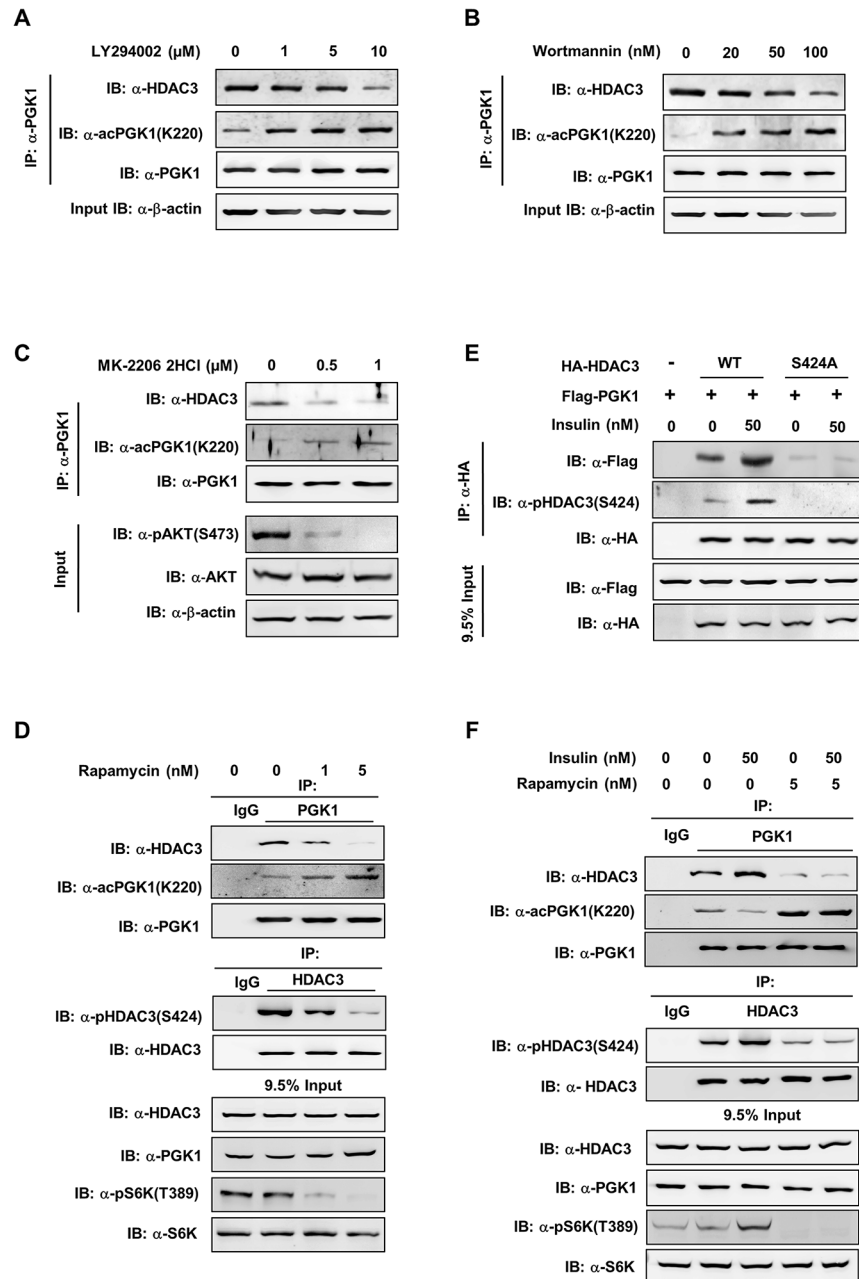 A
LY294002 (μM) 0 1 5 10
IP: α-PGK1
IB: α-HDAC3
IB: α-acPGK1(K220)
IB: α-PGK1
Input IB: α-β-actin
B
Wortmannin (nM) 0 20 50 100
IP: α-PGK1
IB: α-HDAC3
IB: α-acPGK1(K220)
IB: α-PGK1
Input IB: α-β-actin
C
MK-2206 2HCl (μM) 0 0.5 1
IP: α-PGK1
IB: α-HDAC3
IB: α-acPGK1(K220)
IB: α-PGK1
Input
IB: α-pAKT(S473)
IB: α-AKT
IB: α-β-actin
E
HA-HDAC3 - WT S424A
Flag-PGK1 + + + + +
Insulin (nM) 0 0 50 0 50
IP: α-HA
IB: α-Flag
IB: α-pHDAC3(S424)
IB: α-HA
9.5% Input
IB: α-Flag
IB: α-HA
D
Rapamycin (nM) 0 0 1 5
IP:
IgG PGK1
IB: α-HDAC3
IB: α-acPGK1(K220)
IB: α-PGK1
IP:
IgG HDAC3
IB: α-pHDAC3(S424)
IB: α-HDAC3
9.5% Input
IB: α-HDAC3
IB: α-PGK1
IB: α-pS6K(T389)
IB: α-S6K
F
Insulin (nM) 0 0 50 0 50
Rapamycin (nM) 0 0 0 5 5
IP:
IgG PGK1
IB: α-HDAC3
IB: α-acPGK1(K220)
IB: α-PGK1
IP:
IgG HDAC3
IB: α-pHDAC3(S424)
IB: α- HDAC3
9.5% Input
IB: α-HDAC3
IB: α-PGK1
IB: α-pS6K(T389)
IB: α-S6K